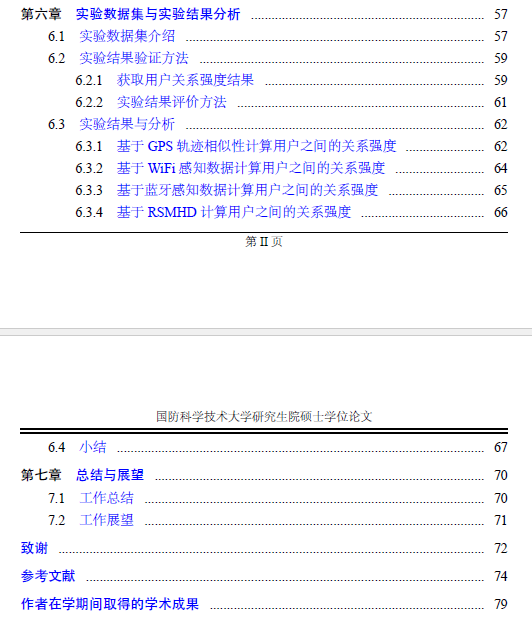 第六章 实验数据集与实验结果分析 57
6.1 实验数据集介绍 57
6.2 实验结果验证方法 59
6.2.1 获取用户关系强度结果 59
6.2.2 实验结果评价方法 61
6.3 实验结果与分析 62
6.3.1 基于 GPS 轨迹相似性计算用户之间的关系强度 62
6.3.2 基于 WiFi 感知数据计算用户之间的关系强度 64
6.3.3 基于蓝牙感知数据计算用户之间的关系强度 65
6.3.4 基于 RSMHD 计算用户之间的关系强度 66
第 II 页
国防科学技术大学研究生院硕士学位论文
6.4 小结 67
第七章 总结与展望 70
7.1 工作总结 70
7.2 工作展望 71
致谢 72
参考文献 74
作者在学期间取得的学术成果 79